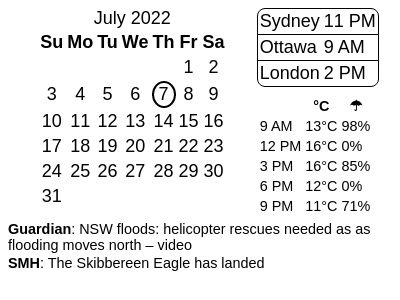 July 2022
Su Mo Tu We Th Fr Sa
1 2
3 4 5 6 7 8 9
10 11 12 13 14 15 16
17 18 19 20 21 22 23
24 25 26 27 28 29 30
31
Sydney 11 PM
Ottawa 9 AM
London 2 PM
°C ☂
9 AM 13°C 98%
12 PM 16°C 0%
3 PM 16°C 85%
6 PM 12°C 0%
9 PM 11°C 71%
Guardian: NSW floods: helicopter rescues needed as as
flooding moves north – video
SMH: The Skibbereen Eagle has landed